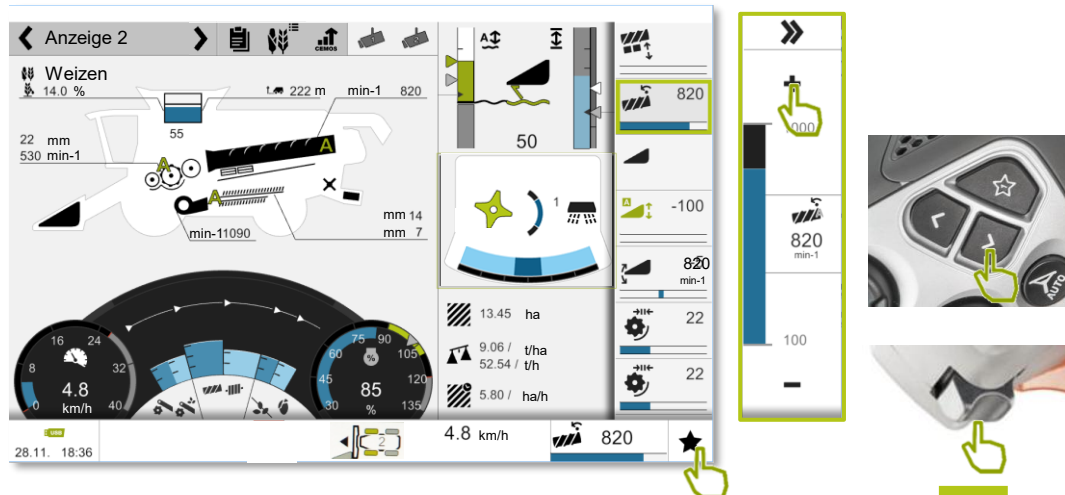 Anzeige 2
CEMOS
Weizen
14.0 %
222 m
min-1 820
55
22 mm
530 min-1
A
A
A
mm 14
mm 7
min-11090
A
50
1
820
A
-100
820
min-1
22
22
13.45 ha
9.06 / t/ha
52.54 / t/h
5.80 / ha/h
0
8
16
24
32
40
4.8
km/h
30
45
60
75
90
105
120
135
%
85
%
USB
28.11. 18:36
2
4.8 km/h
820
+
1000
820
min-1
100
-
AUTO